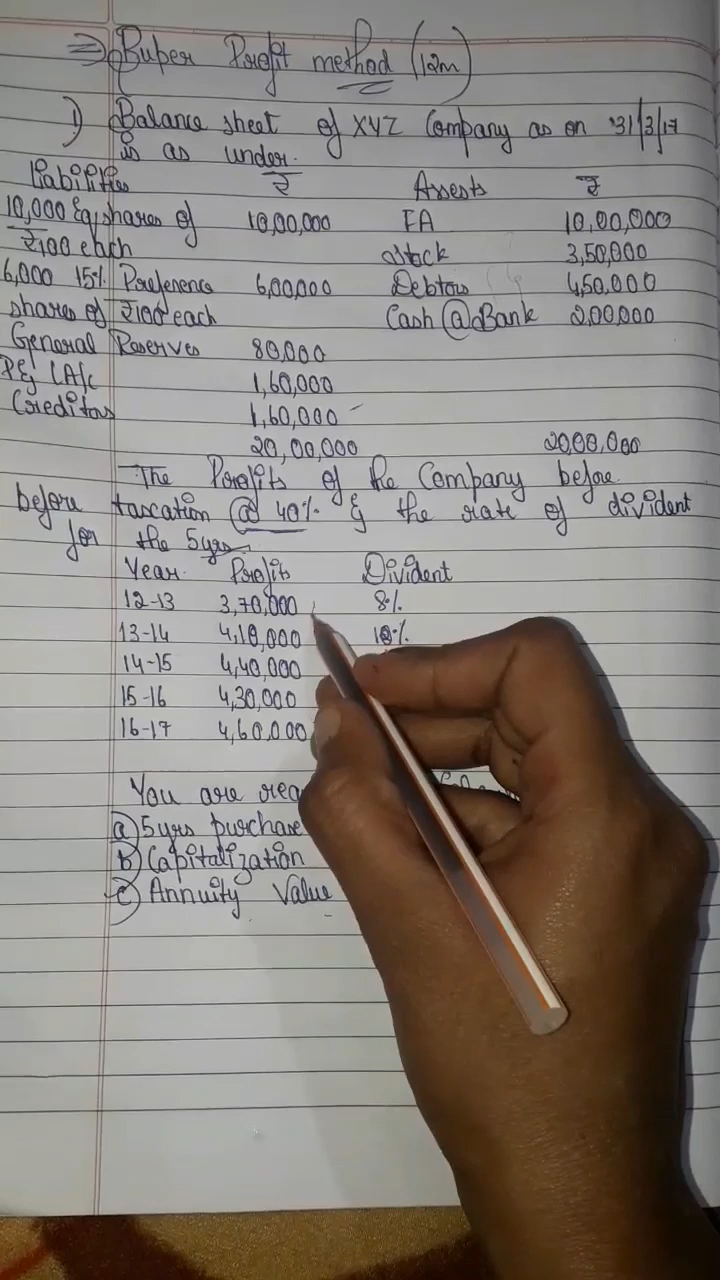 ⇒ Super Profit method (12m)
1) Balance sheet of XYZ Company as on 31/3/17
is as under.
Liabilities ₹ Assests ₹
10,000 Eq, shares of 10,00,000 FA 10,00,000
₹100 each Stock 3,50,000
6,000 15% Preference 6,00,000 Debtors 4,50,000
shares of ₹100 each Cash @ Bank 2,00,000
General Reserves 80,000
P&L A/c 1,60,000
Creditors 1,60,000
20,00,000 2000,000
The Profits of the Company before
before taxcation @ 40% & the rate of divident
for the 5yrs
Year Profits Divident
12-13 3,70,000 8%
13-14 4,10,000 10%
14-15 4,40,000
15-16 4,30,000
16-17 4,60,000
You are
a) 5yrs purchase
b) Capitalization
c) Annuity Value